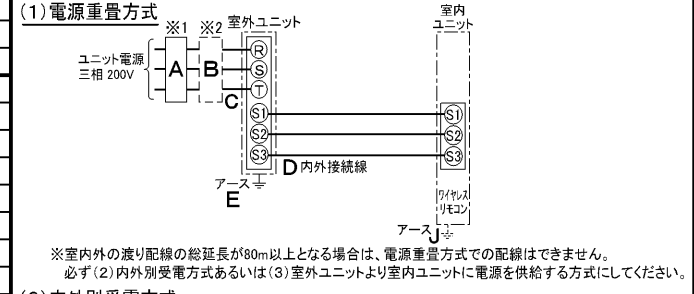 (1)電源重畳方式
※1 ※2 室外ユニット
室内
ユニット
ユニット電源
三相 200V
A B
R
S
T
C
S1
S2
S3
S1
S2
S3
D 内外接続線
アース
E
ワイヤレス
リモコン
アース J
※室内外の渡り配線の総延長が80m以上となる場合は、電源重畳方式での配線はできません。
必ず(2)内外別受電方式あるいは(3)室外ユニットより室内ユニットに電源を供給する方式にしてください。